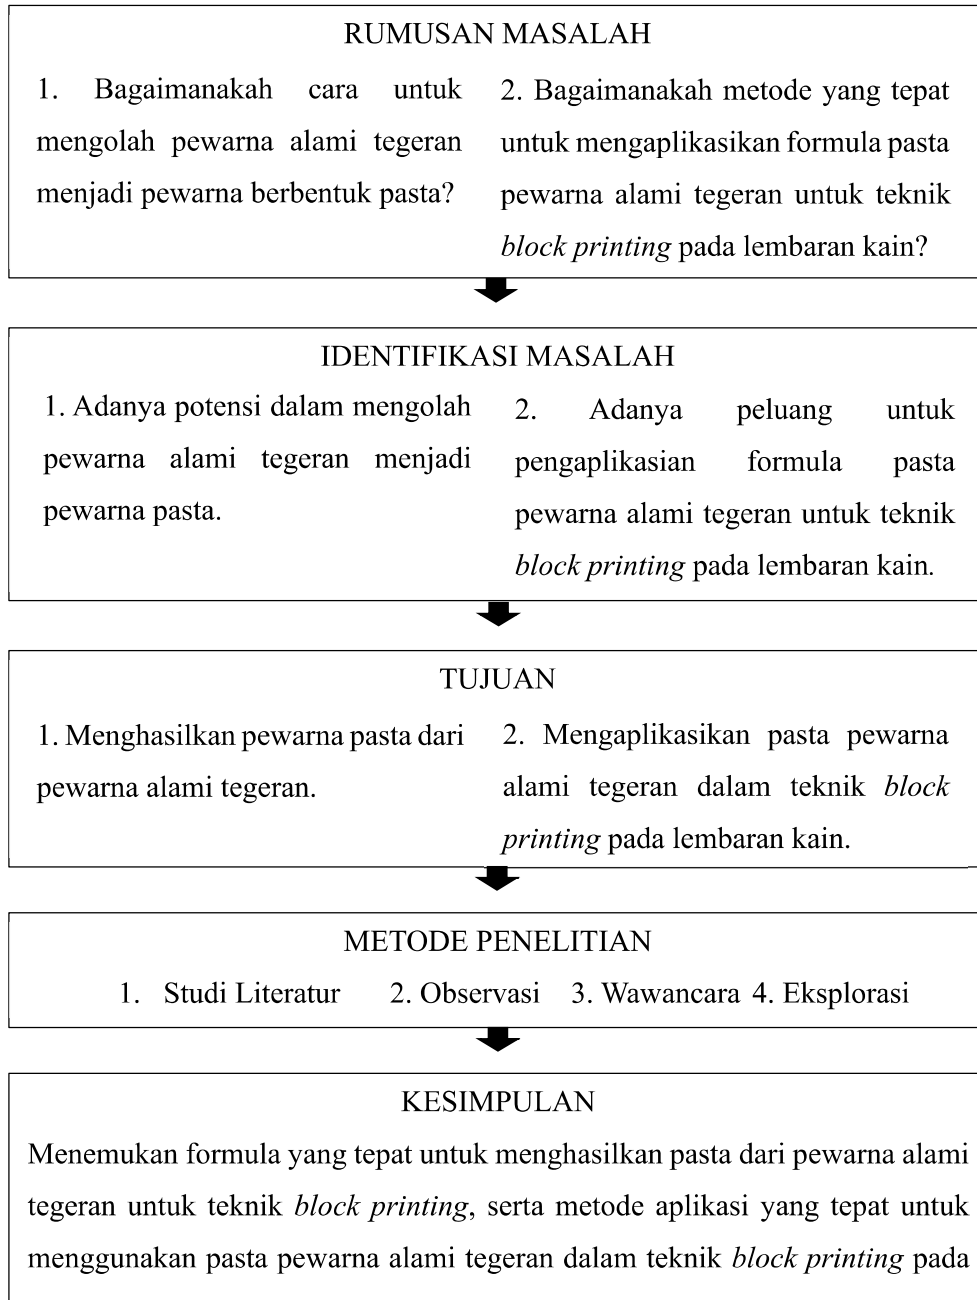 RUMUSAN MASALAH
1. Bagaimanakah cara untuk
mengolah pewarna alami tegeran
menjadi pewarna berbentuk pasta?
2. Bagaimanakah metode yang tepat
untuk mengaplikasikan formula pasta
pewarna alami tegeran untuk teknik
block printing pada lembaran kain?
IDENTIFIKASI MASALAH
1. Adanya potensi dalam mengolah
pewarna alami tegeran menjadi
pewarna pasta.
2. Adanya peluang untuk
pengaplikasian formula pasta
pewarna alami tegeran untuk teknik
block printing pada lembaran kain.
TUJUAN
1. Menghasilkan pewarna pasta dari
pewarna alami tegeran.
2. Mengaplikasikan pasta pewarna
alami tegeran dalam teknik block
printing pada lembaran kain.
METODE PENELITIAN
1. Studi Literatur 2. Observasi 3. Wawancara 4. Eksplorasi
KESIMPULAN
Menemukan formula yang tepat untuk menghasilkan pasta dari pewarna alami
tegeran untuk teknik block printing, serta metode aplikasi yang tepat untuk
menggunakan pasta pewarna alami tegeran dalam teknik block printing pada